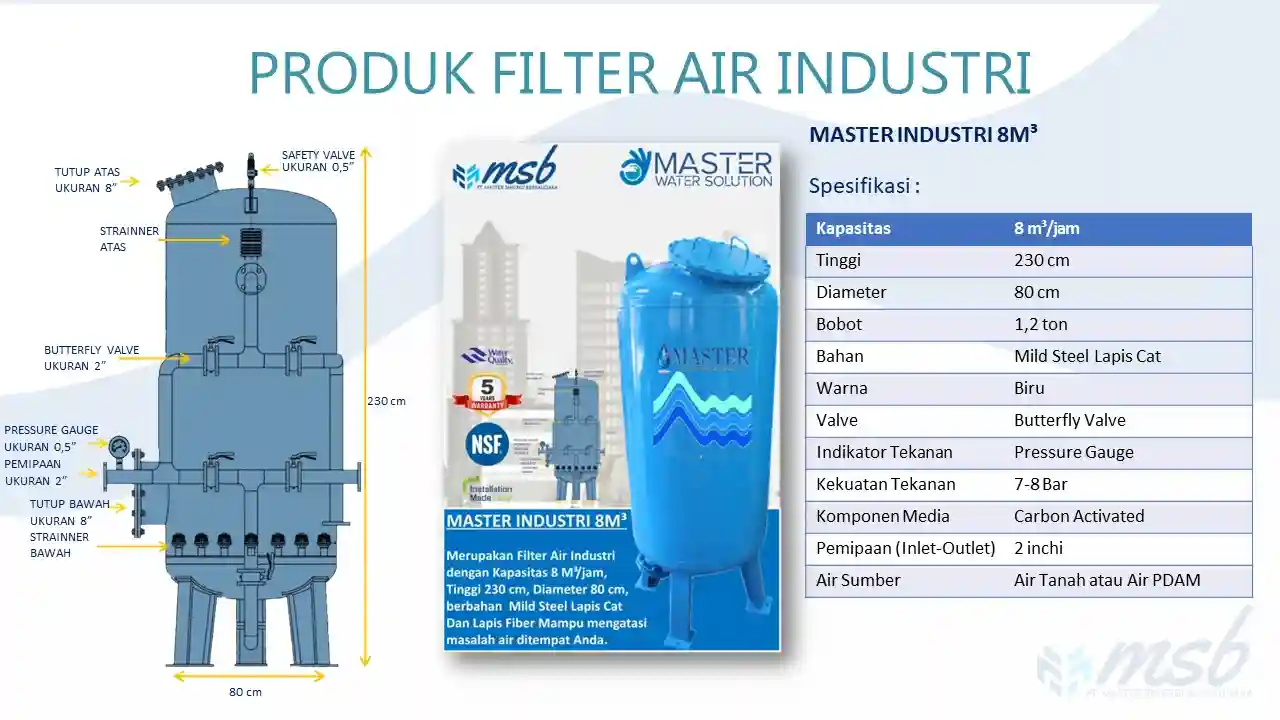 PRODUK FILTER AIR INDUSTRI
TUTUP ATAS
UKURAN 8”
SAFETY VALVE
UKURAN 0,5”
STRAINNER
ATAS
BUTTERFLY VALVE
UKURAN 2”
230 cm
PRESSURE GAUGE
UKURAN 0,5”
PEMIPAAN
UKURAN 2”
TUTUP BAWAH
UKURAN 8”
STRAINNER
BAWAH
80 cm
msb
MASTER
WATER SOLUTION
MASTER
Water
Quality
5
YEARS
WARRANTY
NSF
Installation
Made
MASTER INDUSTRI 8M³
Merupakan Filter Air Industri
dengan Kapasitas 8 M³/jam,
Tinggi 230 cm, Diameter 80 cm,
berbahan Mild Steel Lapis Cat
Dan Lapis Fiber Mampu mengatasi
masalah air ditempat Anda.
MASTER INDUSTRI 8M³
Spesifikasi :
Kapasitas 8 m³/jam
Tinggi 230 cm
Diameter 80 cm
Bobot 1,2 ton
Bahan Mild Steel Lapis Cat
Warna Biru
Valve Butterfly Valve
Indikator Tekanan Pressure Gauge
Kekuatan Tekanan 7-8 Bar
Komponen Media Carbon Activated
Pemipaan (Inlet-Outlet) 2 inchi
Air Sumber Air Tanah atau Air PDAM
msb